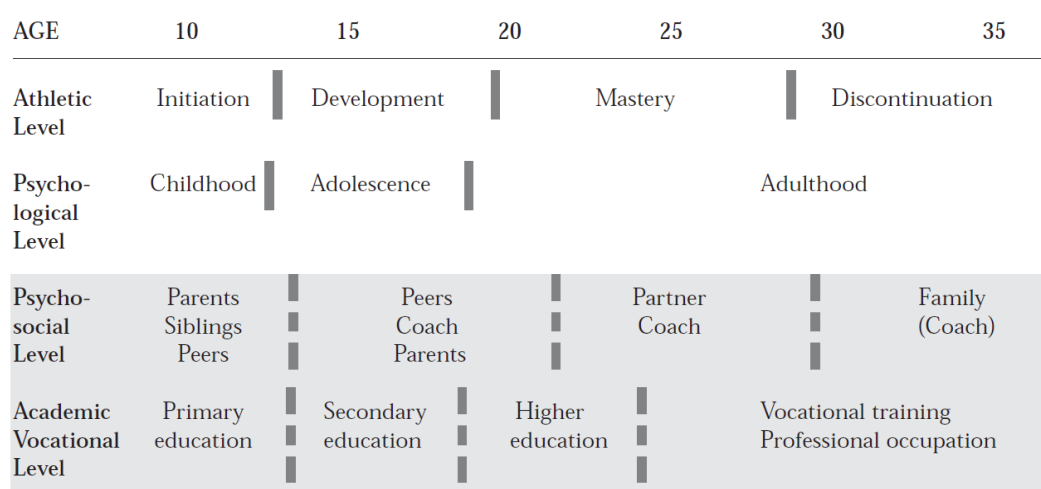 AGE 10 15 20 25 30 35
Athletic Initiation Development Mastery Discontinuation
Level
Psycho- Childhood Adolescence Adulthood
logical
Level
Psycho- Parents Peers Partner Family
social Siblings Coach Coach (Coach)
Level Peers Parents
Academic Primary Secondary Higher Vocational training
Vocational education education education Professional occupation
Level